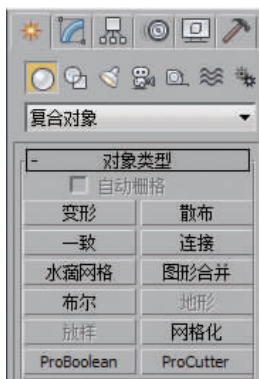 复合对象
- 对象类型
自动栅格
变形 散布
一致 连接
水滴网格 图形合并
布尔 地形
放样 网格化
ProBoolean ProCutter